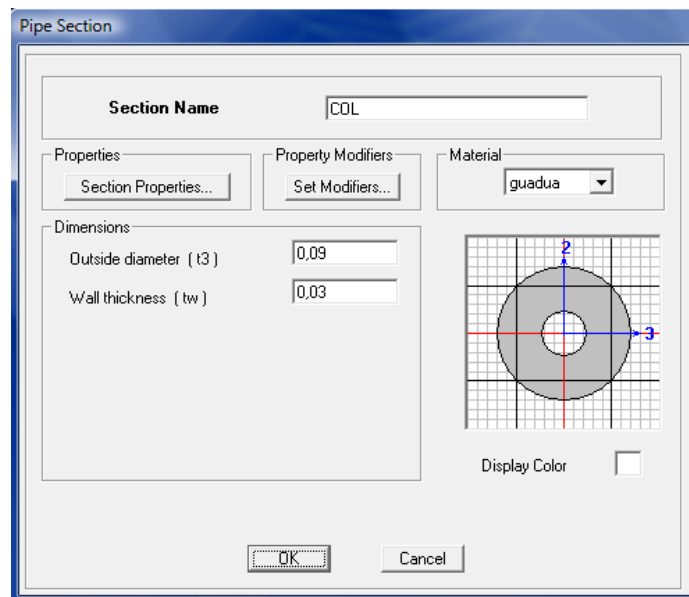 Pipe Section
Section Name COL
Properties Property Modifiers Material
Section Properties... Set Modifiers... guadua
Dimensions
Outside diameter ( t3 ) 0,09
Wall thickness ( tw ) 0,03
2
3
Display Color
OK Cancel